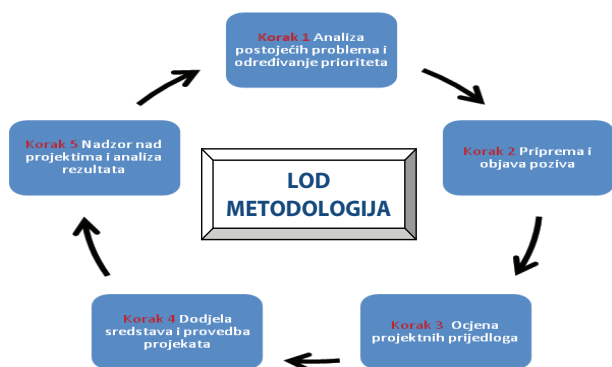 Korak 1 Analiza
postojećih problema i
određivanje prioriteta
Korak 2 Priprema i
objava poziva
Korak 3 Ocjena
projektnih prijedloga
Korak 4 Dodjela
sredstava i provedba
projekata
Korak 5 Nadzor nad
projektima i analiza
rezultata
LOD
METODOLOGIJA